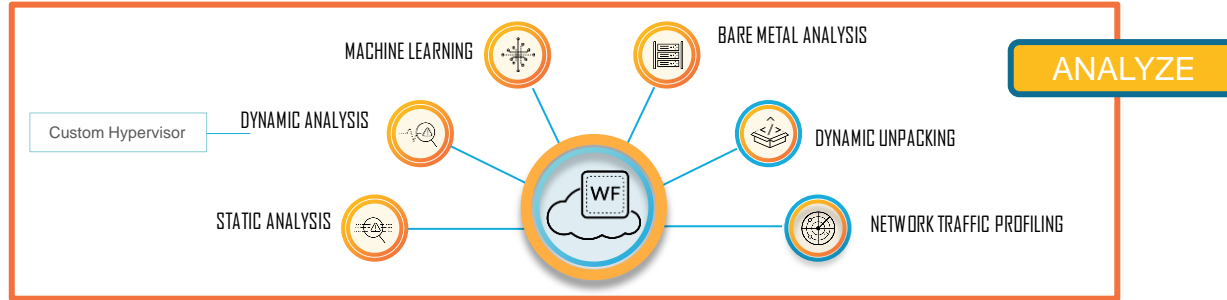 MACHINE LEARNING
BARE METAL ANALYSIS
ANALYZE
Custom Hypervisor
DYNAMIC ANALYSIS
DYNAMIC UNPACKING
WF
STATIC ANALYSIS
NETWORK TRAFFIC PROFILING